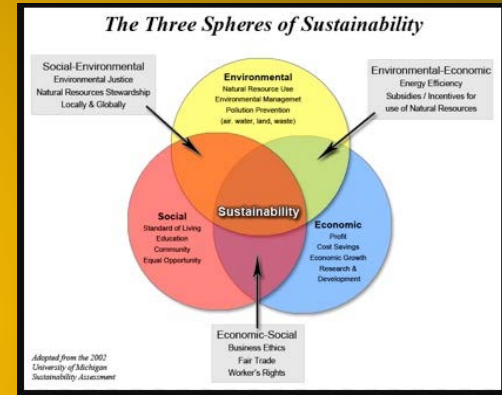 The Three Spheres of Sustainability
Social-Environmental
Environmental Justice
Natural Resources Stewardship
Locally & Globally
Environmental
Natural Resource Use
Environmental Managemet
Pollution Prevention
(air, water, land, waste)
Environmental-Economic
Energy Efficiency
Subsidies / Incentives for
use of Natural Resources
Social
Standard of Living
Education
Community
Equal Opportunity
Sustainability
Economic
Profit
Cost Savings
Economic Growth
Research &
Development
Economic-Social
Business Ethics
Fair Trade
Worker's Rights
Adopted from the 2002
University of Michigan
Sustainability Assessment